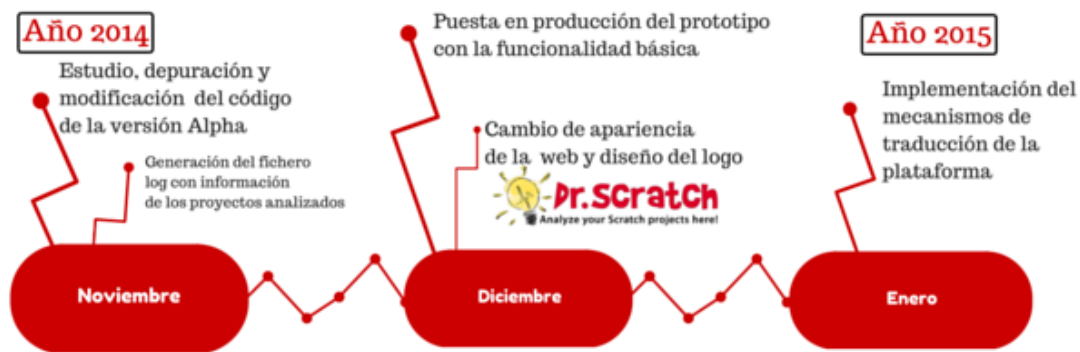 Año 2014
Estudio, depuración y
modificación del código
de la versión Alpha
Generación del fichero
log con información
de los proyectos analizados
Noviembre
Puesta en producción del prototipo
con la funcionalidad básica
Cambio de apariencia
de la web y diseño del logo
Dr.Scratch
Analyze your Scratch projects here!
Diciembre
Año 2015
Implementación del
mecanismos de
traducción de la
plataforma
Enero